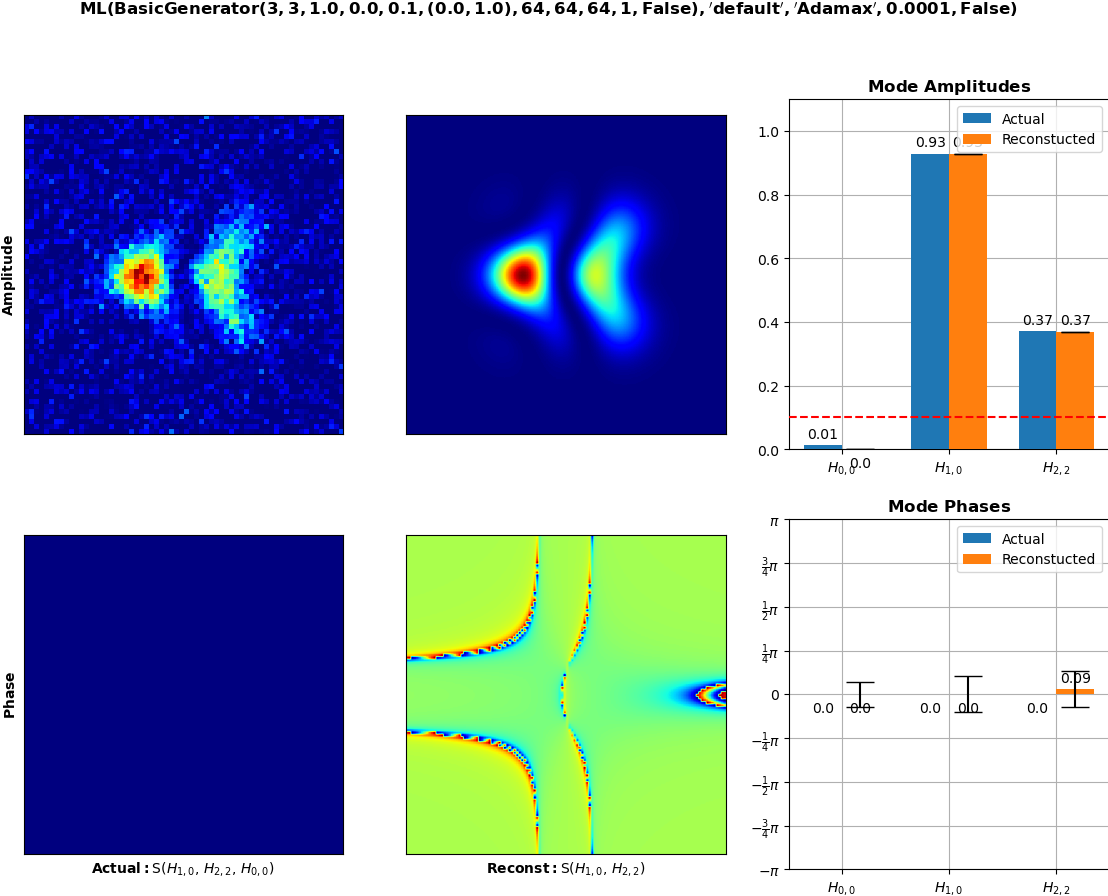 ML(BasicGenerator(3, 3, 1.0, 0.0, 0.1, (0.0, 1.0), 64, 64, 64, 1, False), ′default′, ′Adamax′, 0.0001, False)
Amplitude
Mode Amplitudes
Actual
Reconstucted
1.0
0.8
0.6
0.4
0.2
0.0
0.93
0.37 0.37
0.01
0.0
H0,0 H1,0 H2,2
Phase
Actual: S(H1,0, H2,2, H0,0)
Reconst: S(H1,0, H2,2)
Mode Phases
Actual
Reconstucted
π
3/4π
1/2π
1/4π
0
−1/4π
−1/2π
−3/4π
−π
0.0 0.0 0.0 0.0 0.0 0.09
H0,0 H1,0 H2,2